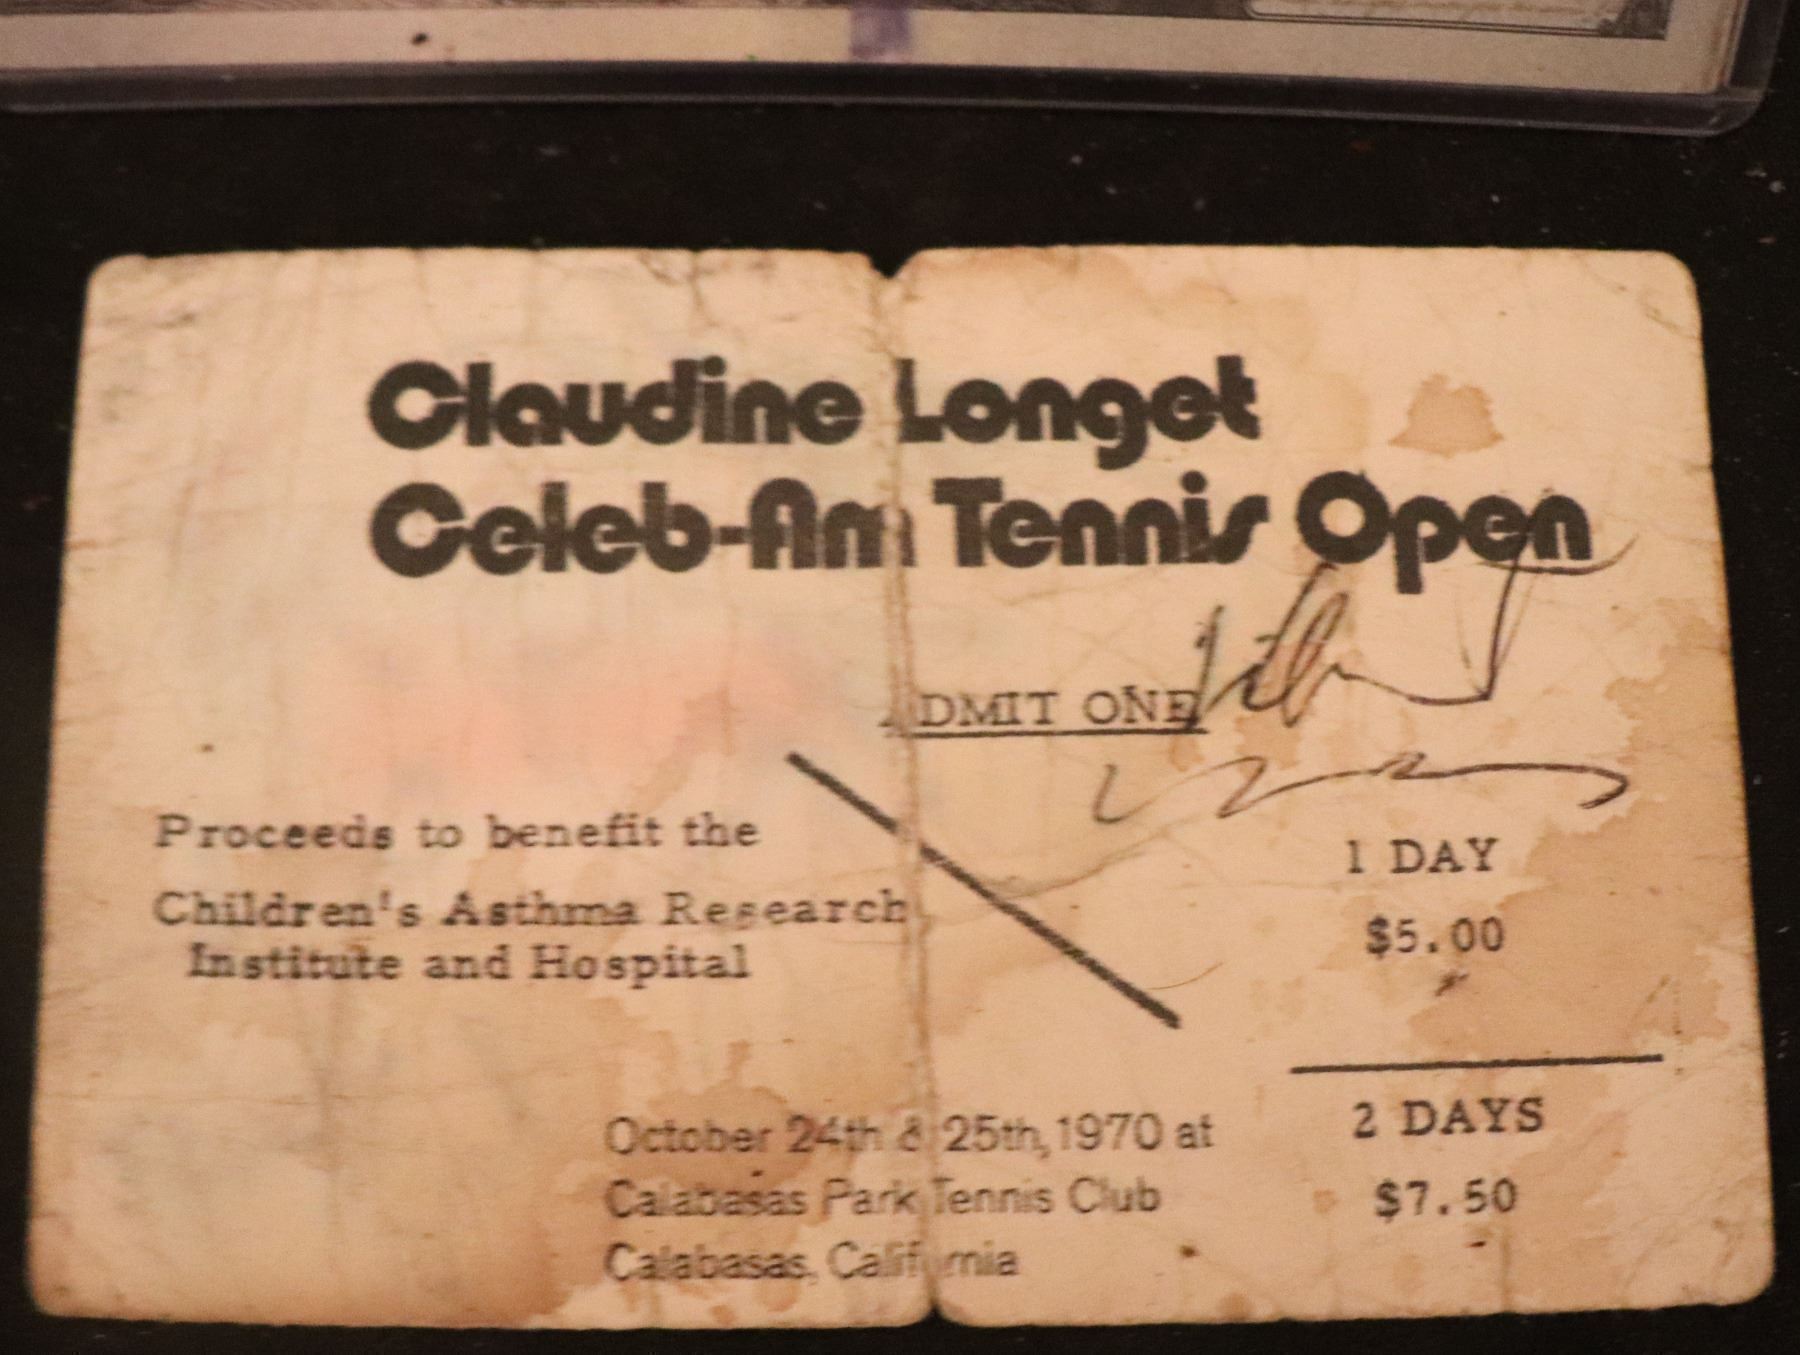 Claudine Longet
Celeb-Am Tennis Open
ADMIT ONE
Proceeds to benefit the
Children's Asthma Research
Institute and Hospital
1 DAY
$5.00
2 DAYS
$7.50
October 24th & 25th, 1970 at
Calabasas Park Tennis Club
Calabasas, California